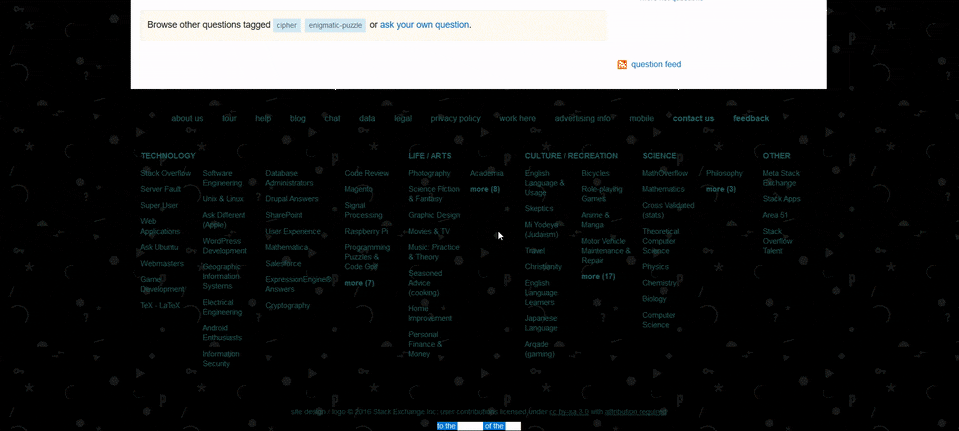 Browse other questions tagged cipher enigmatic-puzzle or ask your own question.
question feed
about us tour help blog chat data legal privacy policy work here advertising info mobile contact us feedback
TECHNOLOGY
Stack Overflow
Server Fault
Super User
Web
Applications
Ask Ubuntu
Webmasters
Game
Development
TeX - LaTeX
Software
Engineering
Unix & Linux
Ask Different
(Apple)
WordPress
Development
Geographic
Information
Systems
Electrical
Engineering
Android
Enthusiasts
Information
Security
Database
Administrators
Drupal Answers
SharePoint
User Experience
Mathematica
Salesforce
ExpressionEngine®
Answers
Cryptography
Code Review
Magento
Signal
Processing
Raspberry Pi
Programming
Puzzles &
Code Golf
more (7)
LIFE / ARTS
Photography
Science Fiction
& Fantasy
Graphic Design
Movies & TV
Music: Practice
& Theory
Seasoned
Advice
(cooking)
Home
Improvement
Personal
Finance &
Money
Academia
more (8)
CULTURE / RECREATION
English
Language &
Usage
Skeptics
Mi Yodeya
(Judaism)
Travel
Christianity
English
Language
Learners
Japanese
Language
Arqade
(gaming)
Bicycles
Role-playing
Games
Anime &
Manga
Motor Vehicle
Maintenance &
Repair
more (17)
SCIENCE
MathOverflow
Mathematics
Cross Validated
(stats)
Theoretical
Computer
Science
Physics
Chemistry
Biology
Computer
Science
Philosophy
more (3)
OTHER
Meta Stack
Exchange
Stack Apps
Area 51
Stack
Overflow
Talent
site design / logo © 2016 Stack Exchange Inc; user contributions licensed under cc by-sa 3.0 with attribution required
to the of the